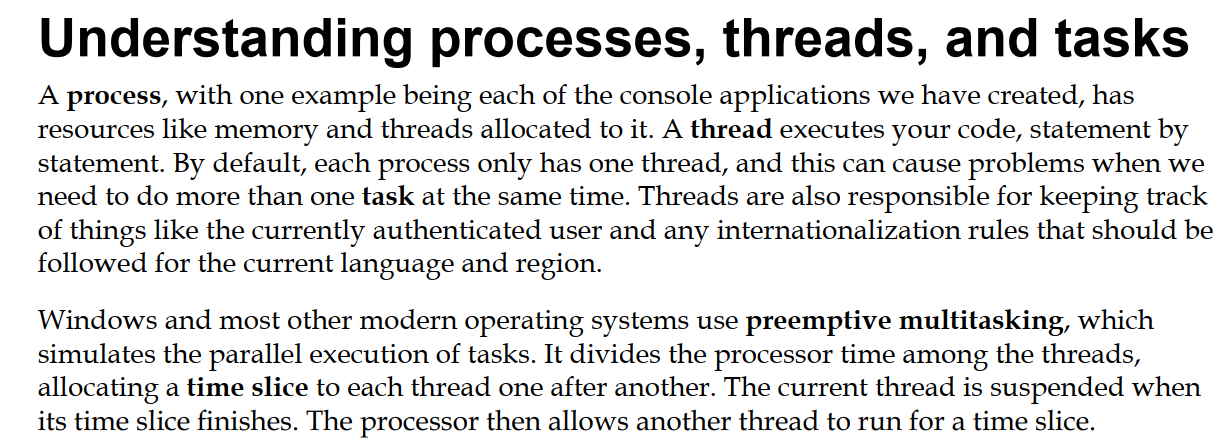 Understanding processes, threads, and tasks
A process, with one example being each of the console applications we have created, has
resources like memory and threads allocated to it. A thread executes your code, statement by
statement. By default, each process only has one thread, and this can cause problems when we
need to do more than one task at the same time. Threads are also responsible for keeping track
of things like the currently authenticated user and any internationalization rules that should be
followed for the current language and region.
Windows and most other modern operating systems use preemptive multitasking, which
simulates the parallel execution of tasks. It divides the processor time among the threads,
allocating a time slice to each thread one after another. The current thread is suspended when
its time slice finishes. The processor then allows another thread to run for a time slice.